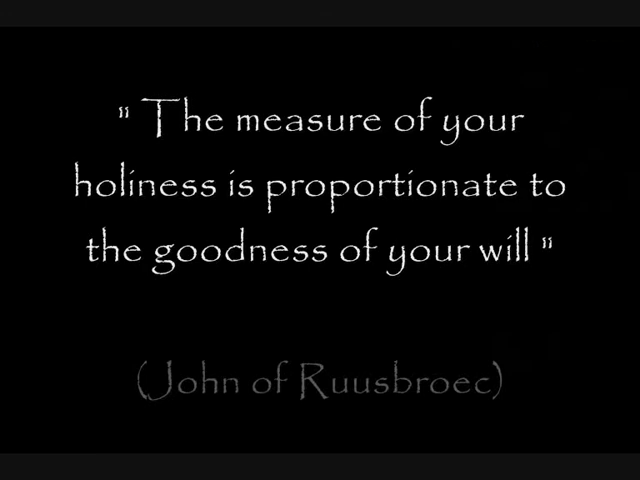 " The measure of your
holiness is proportionate to
the goodness of your will "
(John of Ruusbroec)